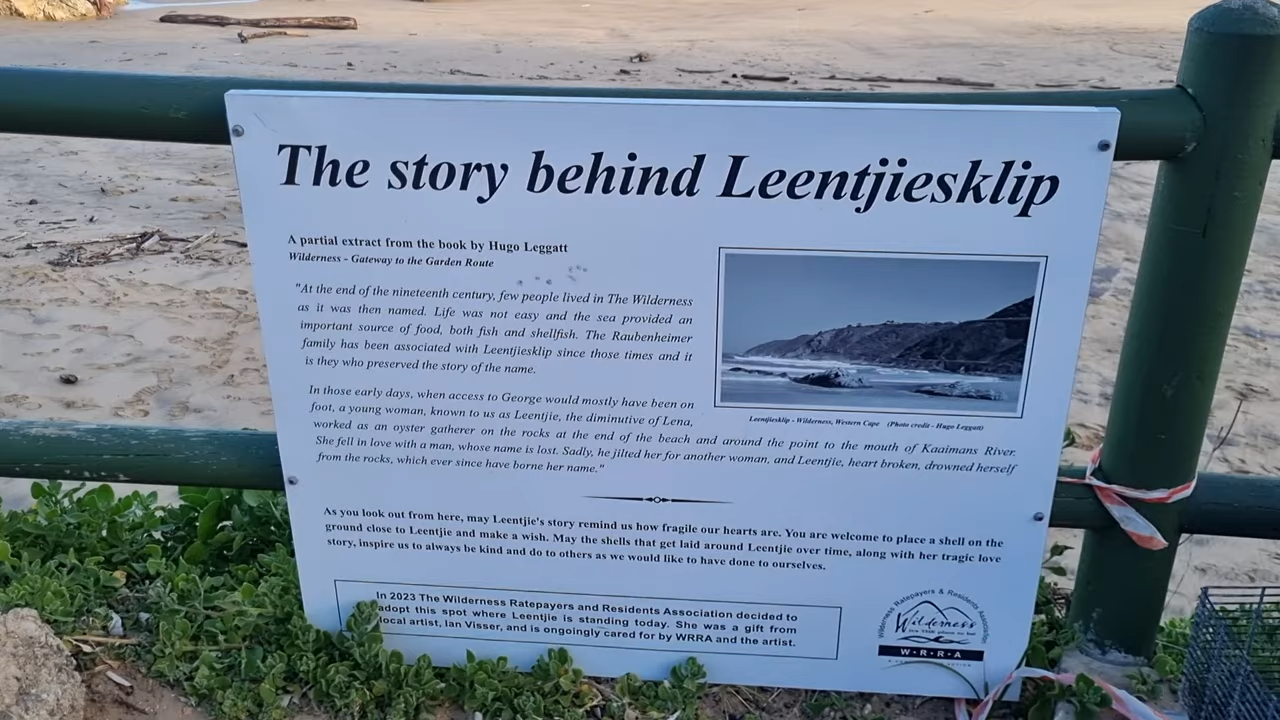 The story behind Leentjiesklip
A partial extract from the book by Hugo Leggatt
Wilderness - Gateway to the Garden Route
"At the end of the nineteenth century, few people lived in The Wilderness
as it was then named. Life was not easy and the sea provided an
important source of food, both fish and shellfish. The Raubenheimer
family has been associated with Leentjiesklip since those times and it
is they who preserved the story of the name.
In those early days, when access to George would mostly have been on
foot, a young woman, known to us as Leentjie, the diminutive of Lena,
worked as an oyster gatherer on the rocks at the end of the beach and around the point to the mouth of Kaaimans River.
She fell in love with a man, whose name is lost. Sadly, he jilted her for another woman, and Leentjie, heart broken, drowned herself
from the rocks, which ever since have borne her name."
Leentjiesklip - Wilderness, Western Cape (Photo credit - Hugo Leggatt)
As you look out from here, may Leentjie's story remind us how fragile our hearts are. You are welcome to place a shell on the
ground close to Leentjie and make a wish. May the shells that get laid around Leentjie over time, along with her tragic love
story, inspire us to always be kind and do to others as we would like to have done to ourselves.
In 2023 The Wilderness Ratepayers and Residents Association decided to
adopt this spot where Leentjie is standing today. She was a gift from
local artist, Ian Visser, and is ongoingly cared for by WRRA and the artist.
Wilderness Ratepayers & Residents Association
Wilderness
it's THE place to be!
W•R•R•A